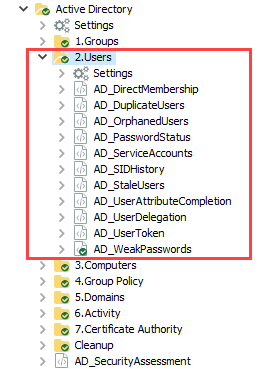 Active Directory
Settings
1.Groups
2.Users
Settings
AD_DirectMembership
AD_DuplicateUsers
AD_OrphanedUsers
AD_PasswordStatus
AD_ServiceAccounts
AD_SIDHistory
AD_StaleUsers
AD_UserAttributeCompletion
AD_UserDelegation
AD_UserToken
AD_WeakPasswords
3.Computers
4.Group Policy
5.Domains
6.Activity
7.Certificate Authority
Cleanup
AD_SecurityAssessment